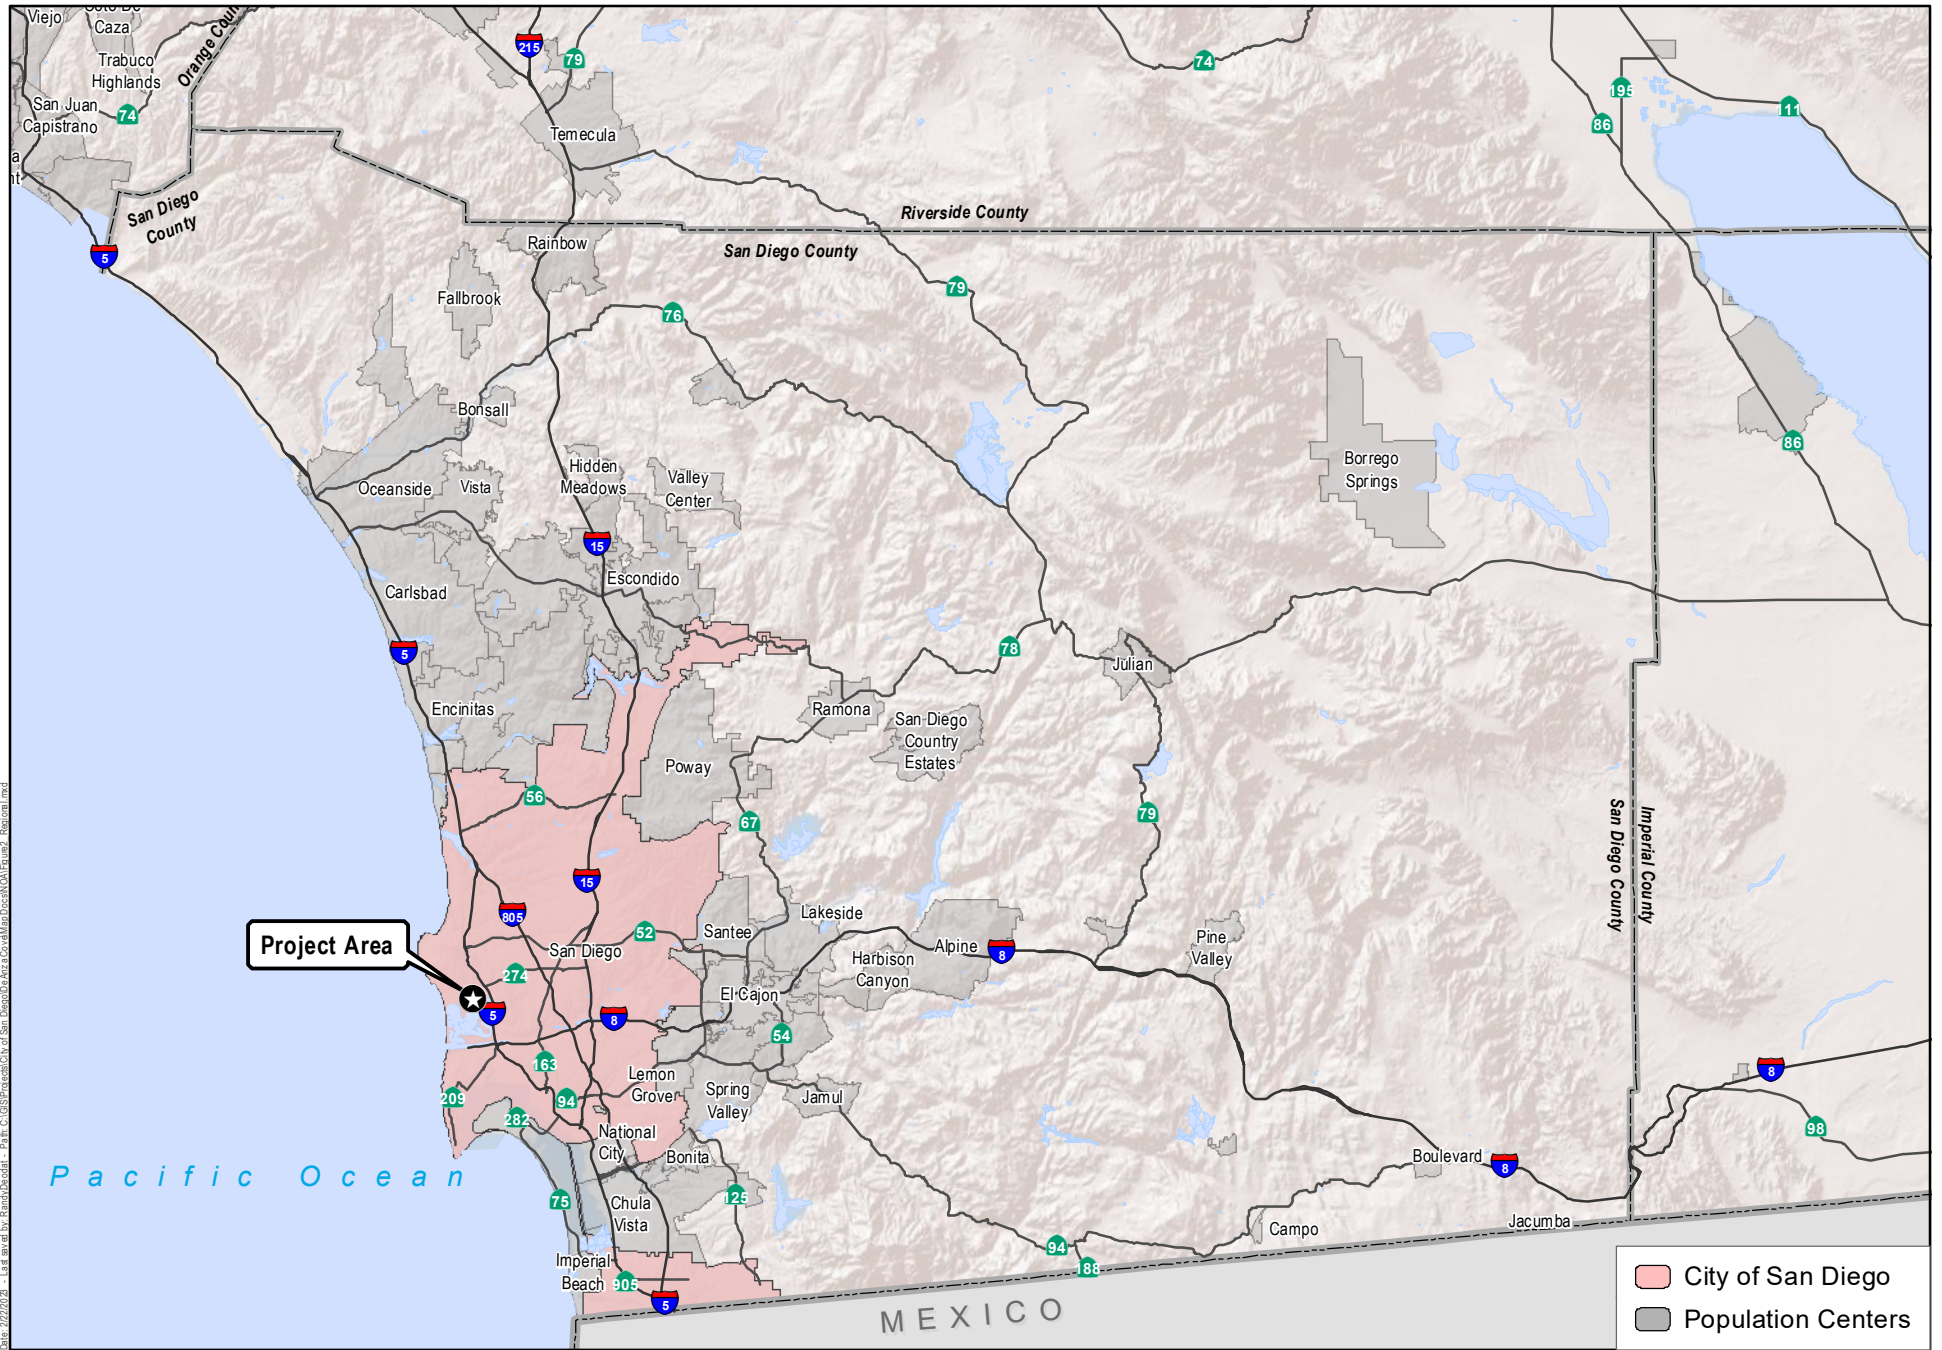 Viejo
Coto De
Caza
Trabuco
Highlands
Orange Coun
San Juan
Capistrano
74
215
79
Temecula
74
195
86
111
San Diego
County
Riverside County
San Diego County
5
Rainbow
Fallbrook
76
79
Bonsall
86
Borrego
Springs
Oceanside
Vista
Hidden
Meadows
Valley
Center
15
Escondido
Carlsbad
5
78
Julian
Encinitas
Ramona
San Diego
Country
Estates
Poway
56
67
79
San Diego County
Imperial County
15
805
Lakeside
Santee
52
San Diego
Project Area
274
Alpine
8
Harbison
Canyon
Pine
Valley
El Cajon
5
8
54
163
Lemon
Grove
Spring
Valley
Jamul
209
94
282
National
City
Bonita
8
98
Pacific Ocean
75
Chula
Vista
125
Boulevard
8
Campo
Jacumba
94
188
Imperial
Beach
905
5
MEXICO
City of San Diego
Population Centers